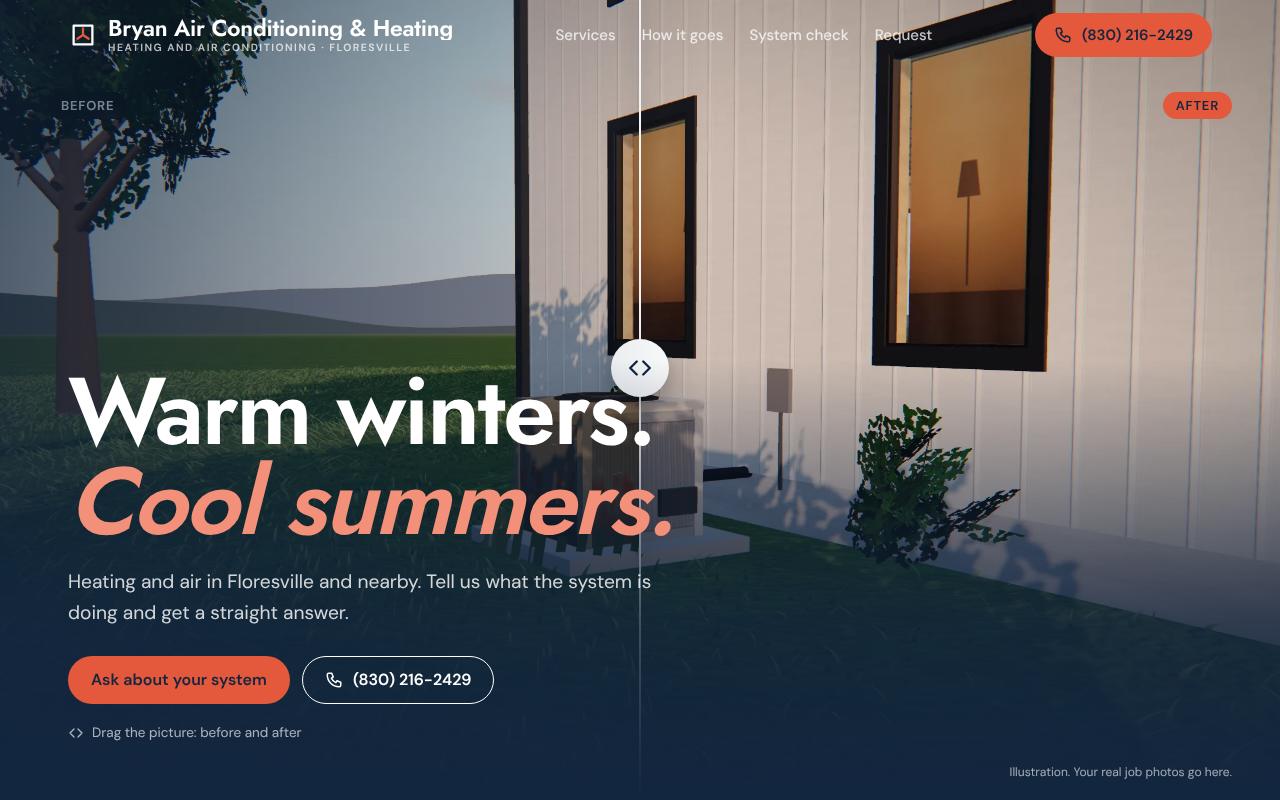 Bryan Air Conditioning & Heating
HEATING AND AIR CONDITIONING · FLORESVILLE
Services
How it goes
System check
Request
(830) 216-2429
BEFORE
AFTER
Warm winters.
Cool summers.
Heating and air in Floresville and nearby. Tell us what the system is
doing and get a straight answer.
Ask about your system
(830) 216-2429
Drag the picture: before and after
Illustration. Your real job photos go here.